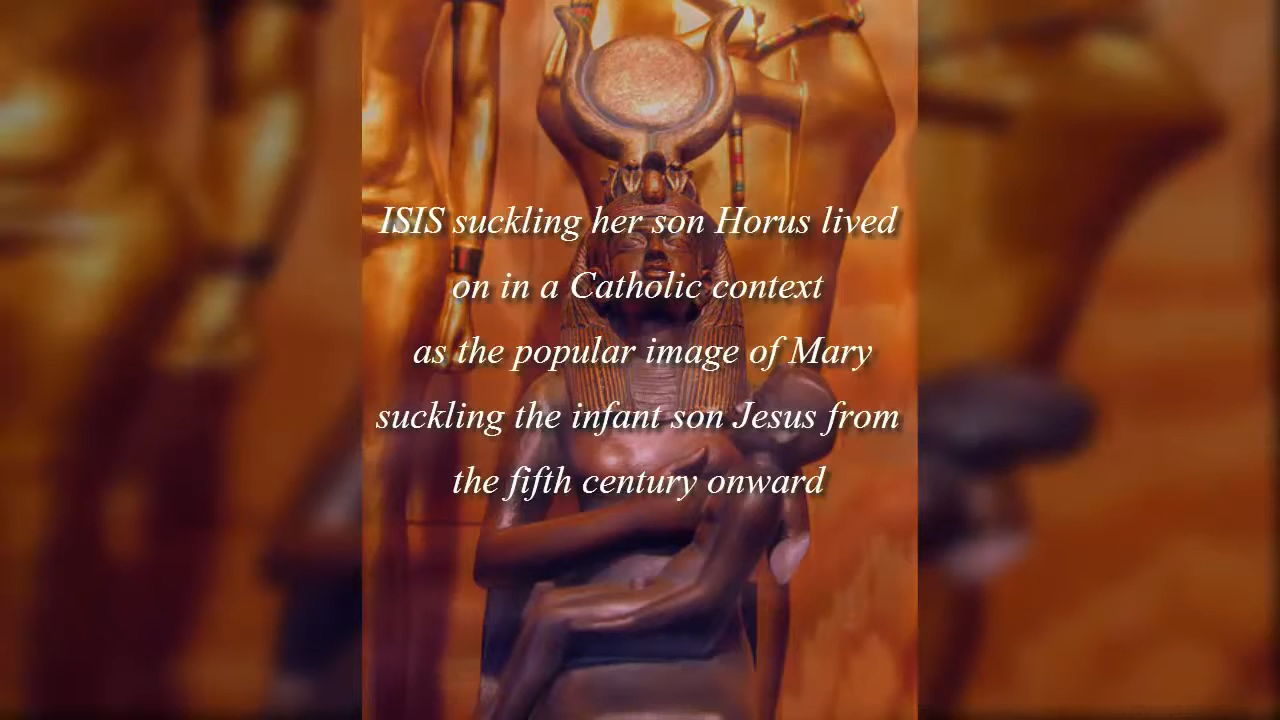 ISIS suckling her son Horus lived
on in a Catholic context
as the popular image of Mary
suckling the infant son Jesus from
the fifth century onward